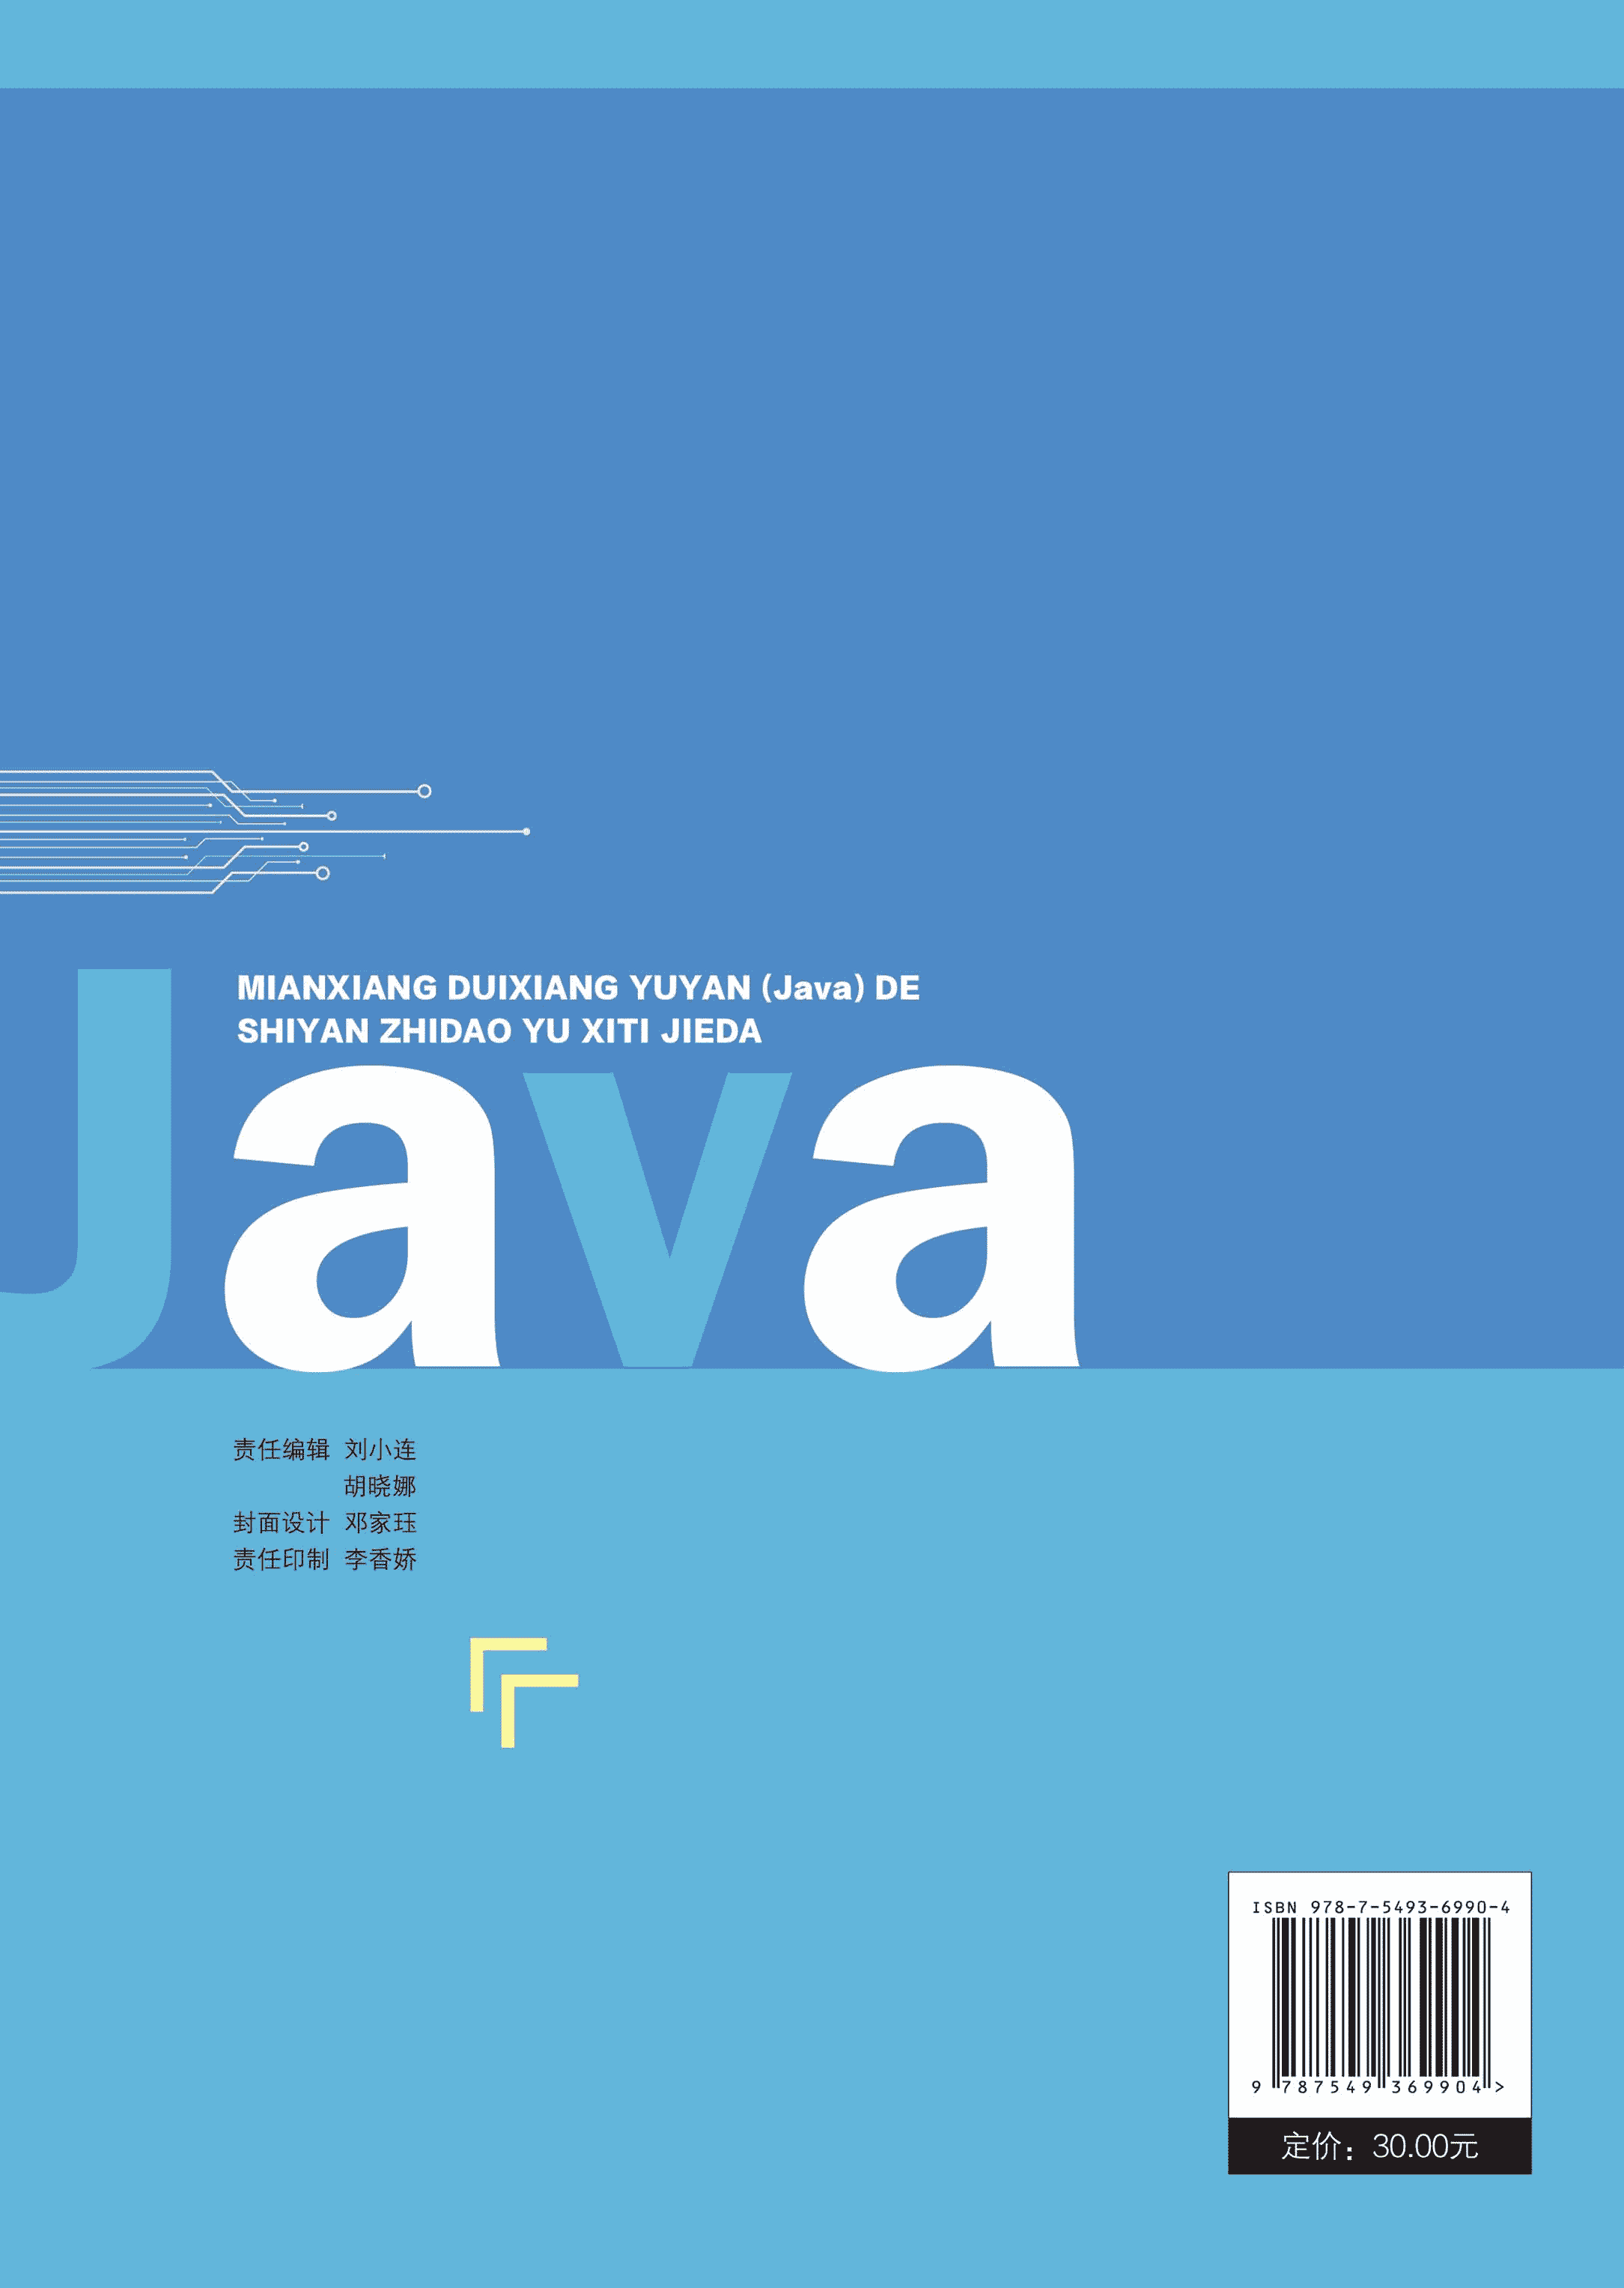 MIANXIANG DUIXIANG YUYAN (Java) DE
SHIYAN ZHIDAO YU XITI JIEDA
Java
责任编辑 刘小连
胡晓娜
封面设计 邓家珏
责任印制 李香娇
ISBN 978-7-5493-6990-4
9 787549 369904 >
定价：30.00元